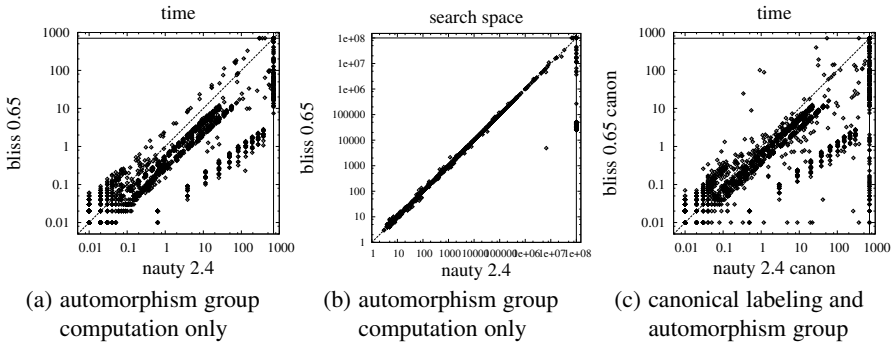 time
1000
100
10
1
0.1
0.01
bliss 0.65
0.01 0.1 1 10 100 1000
nauty 2.4
(a) automorphism group
computation only
search space
1e+08
1e+07
1e+06
100000
10000
1000
100
10
1
bliss 0.65
1 10 100 1000 10000 100000 1e+06 1e+07 1e+08
nauty 2.4
(b) automorphism group
computation only
time
1000
100
10
1
0.1
0.01
bliss 0.65 canon
0.01 0.1 1 10 100 1000
nauty 2.4 canon
(c) canonical labeling and
automorphism group